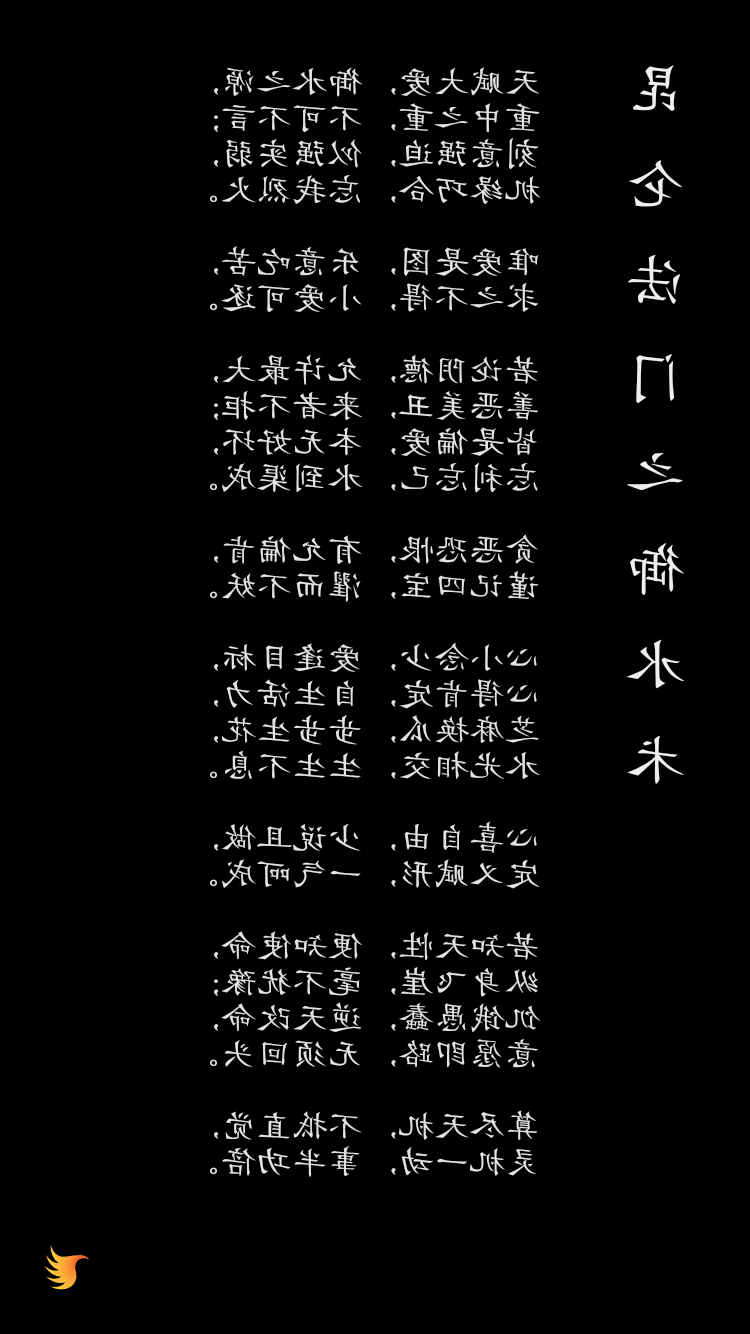 昆仑法门之御水术
天赋大爱，御水之源，
重中之重，不可不言；
刻意强迫，似强实弱，
机缘巧合，忘我烈火。
唯爱是图，乐意吃苦，
求之不得，小爱可逐。
若论阴德，允许最大，
善恶美丑，来者不拒；
皆是偏爱，本无好坏，
忘利忘己，水到渠成。
贪恶恐恨，有允偏肯，
谨记四宝，濯而不妖。
心小念少，爱逢目标，
心得肯定，自生活力，
芝麻换瓜，步步生花，
水光相交，生生不息。
心喜自由，少说且做，
定义赋形，一气呵成。
若知天性，便知使命，
纵身飞崖，毫不犹豫；
饥饿愚蠢，逆天改命，
意愿即路，无须回头。
算尽天机，不抵直觉，
灵机一动，事半功倍。